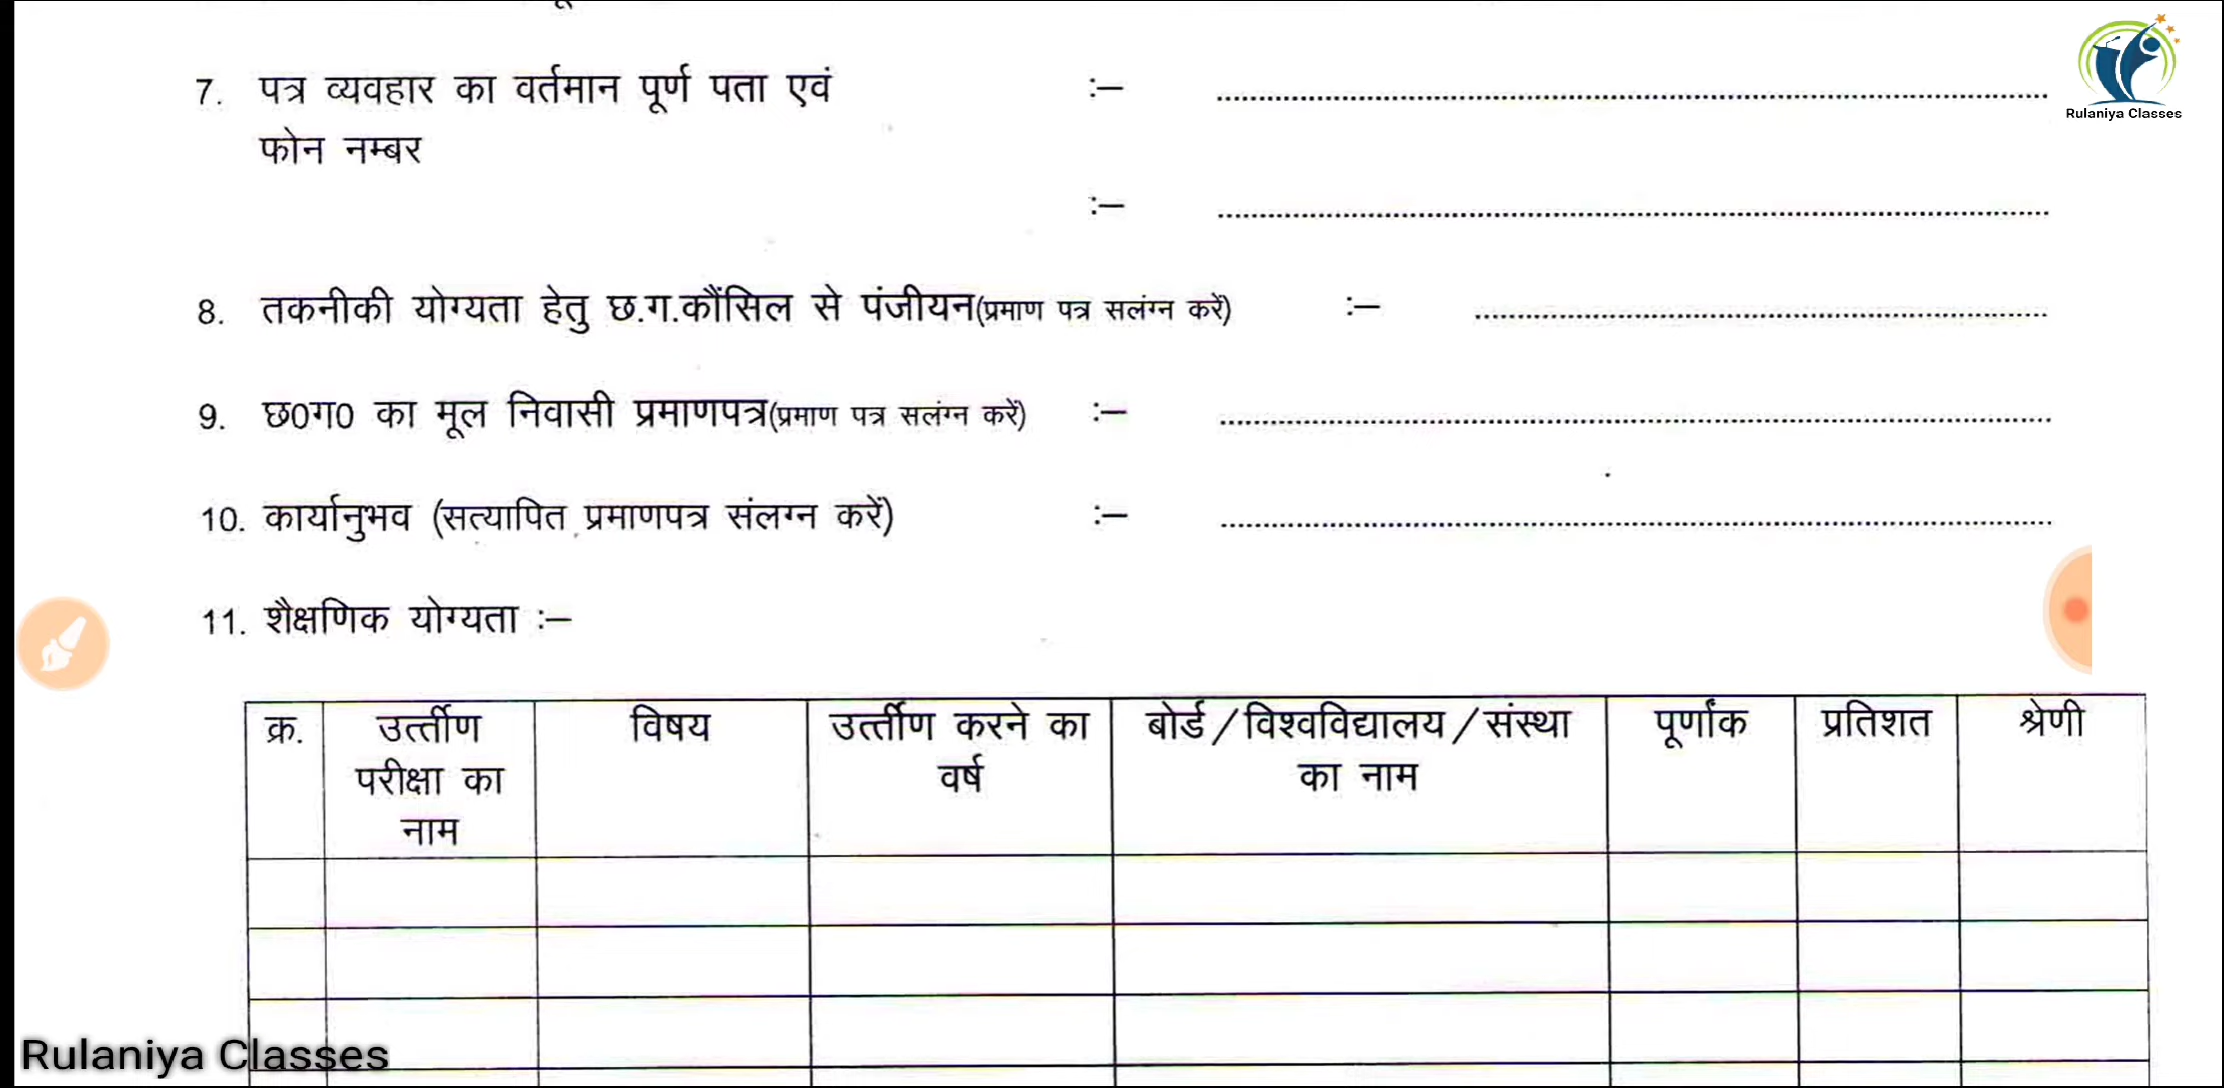 7. पत्र व्यवहार का वर्तमान पूर्ण पता एवं :– ................................................
Rulaniya Classes
फोन नम्बर
:– ................................................
8. तकनीकी योग्यता हेतु छ.ग.कौंसिल से पंजीयन(प्रमाण पत्र सलंग्न करें) :– ................................................
9. छ0ग0 का मूल निवासी प्रमाणपत्र(प्रमाण पत्र सलंग्न करें) :– ................................................
10. कार्यानुभव (सत्यापित प्रमाणपत्र संलग्न करें) :– ................................................
11. शैक्षणिक योग्यता :–
क्र. उर्त्तीण विषय उर्त्तीण करने का बोर्ड/विश्वविद्यालय/संस्था पूर्णांक प्रतिशत श्रेणी
परीक्षा का वर्ष का नाम
नाम
Rulaniya Classes